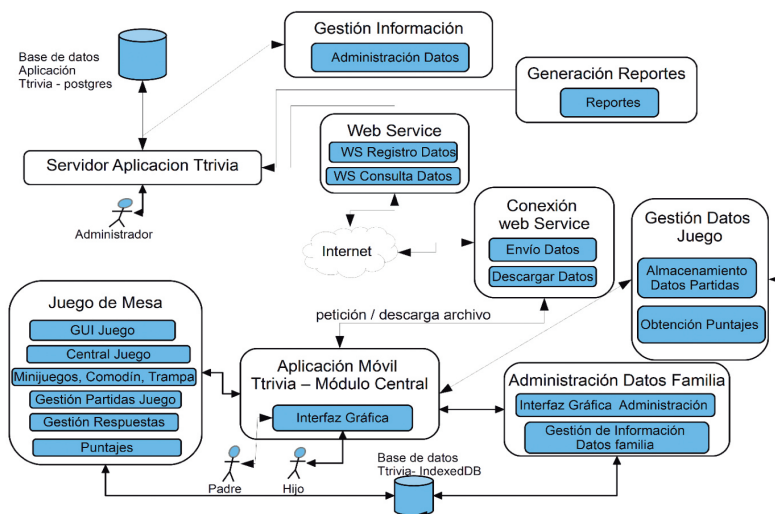 Gestión Información
Administración Datos
Base de datos
Aplicación
Ttrivia - postgres
Generación Reportes
Reportes
Web Service
WS Registro Datos
WS Consulta Datos
Servidor Aplicacion Ttrivia
Administrador
Internet
Conexión
web Service
Envío Datos
Descargar Datos
Gestión Datos
Juego
Almacenamiento
Datos Partidas
Obtención Puntajes
Juego de Mesa
GUI Juego
Central Juego
Minijuegos, Comodín, Trampa
Gestión Partidas Juego
Gestión Respuestas
Puntajes
petición / descarga archivo
Aplicación Móvil
Ttrivia – Módulo Central
Interfaz Gráfica
Administración Datos Familia
Interfaz Gráfica Administración
Gestión de Información
Datos familia
Padre
Hijo
Base de datos
Ttrivia- IndexedDB